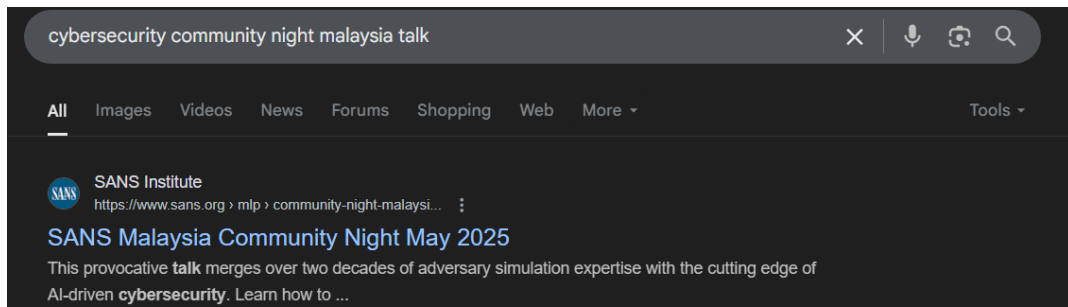 cybersecurity community night malaysia talk
All Images Videos News Forums Shopping Web More Tools
SANS
SANS Institute
https://www.sans.org › mlp › community-night-malaysi...
SANS Malaysia Community Night May 2025
This provocative talk merges over two decades of adversary simulation expertise with the cutting edge of
AI-driven cybersecurity. Learn how to ...